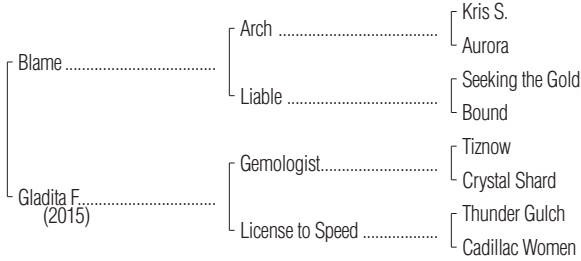 Kris S.
Arch ..............................
Aurora
Blame ...................................
Seeking the Gold
Liable ..................................
Bound
Tiznow
Gemologist..........................
Crystal Shard
Gladita F................................
(2015)
Thunder Gulch
License to Speed .................
Cadillac Women